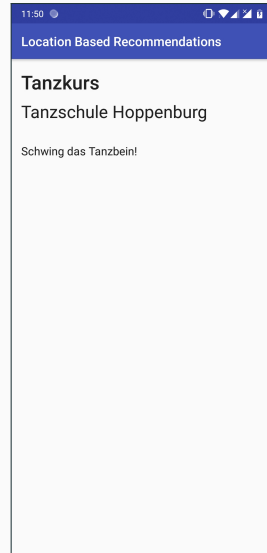 11:50
Location Based Recommendations
Tanzkurs
Tanzschule Hoppenburg
Schwing das Tanzbein!